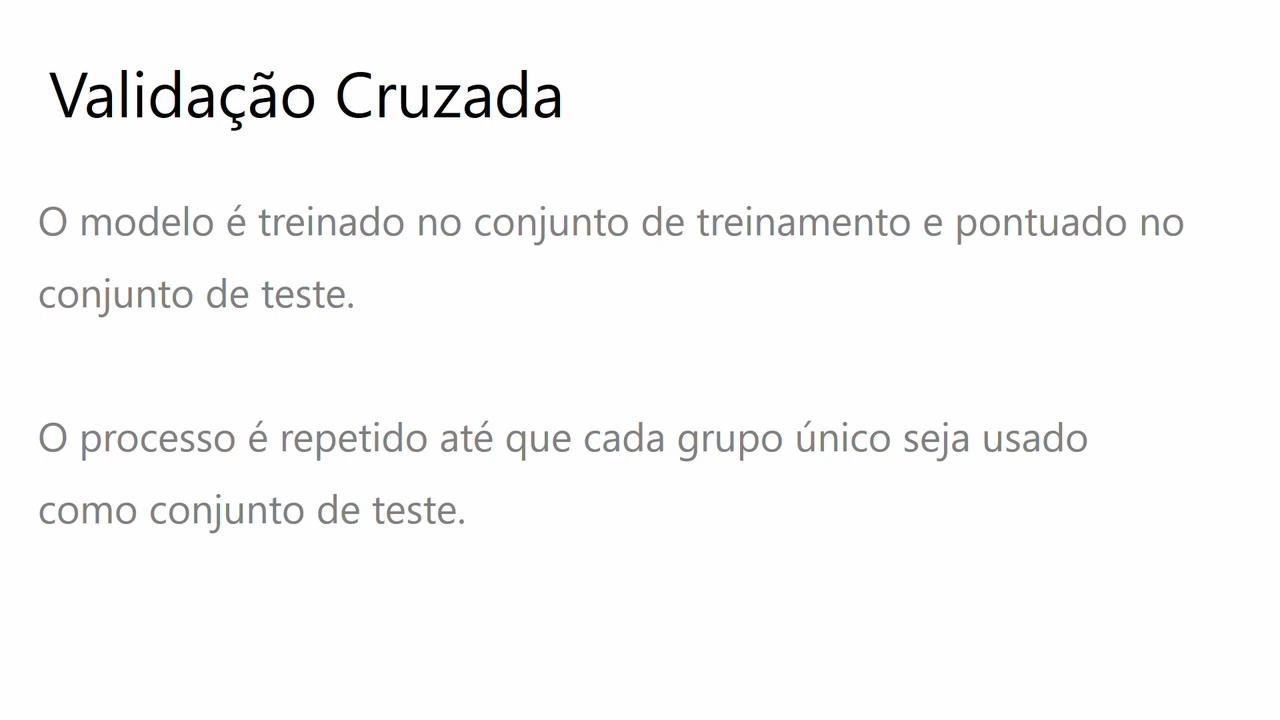 Validação Cruzada
O modelo é treinado no conjunto de treinamento e pontuado no
conjunto de teste.
O processo é repetido até que cada grupo único seja usado
como conjunto de teste.